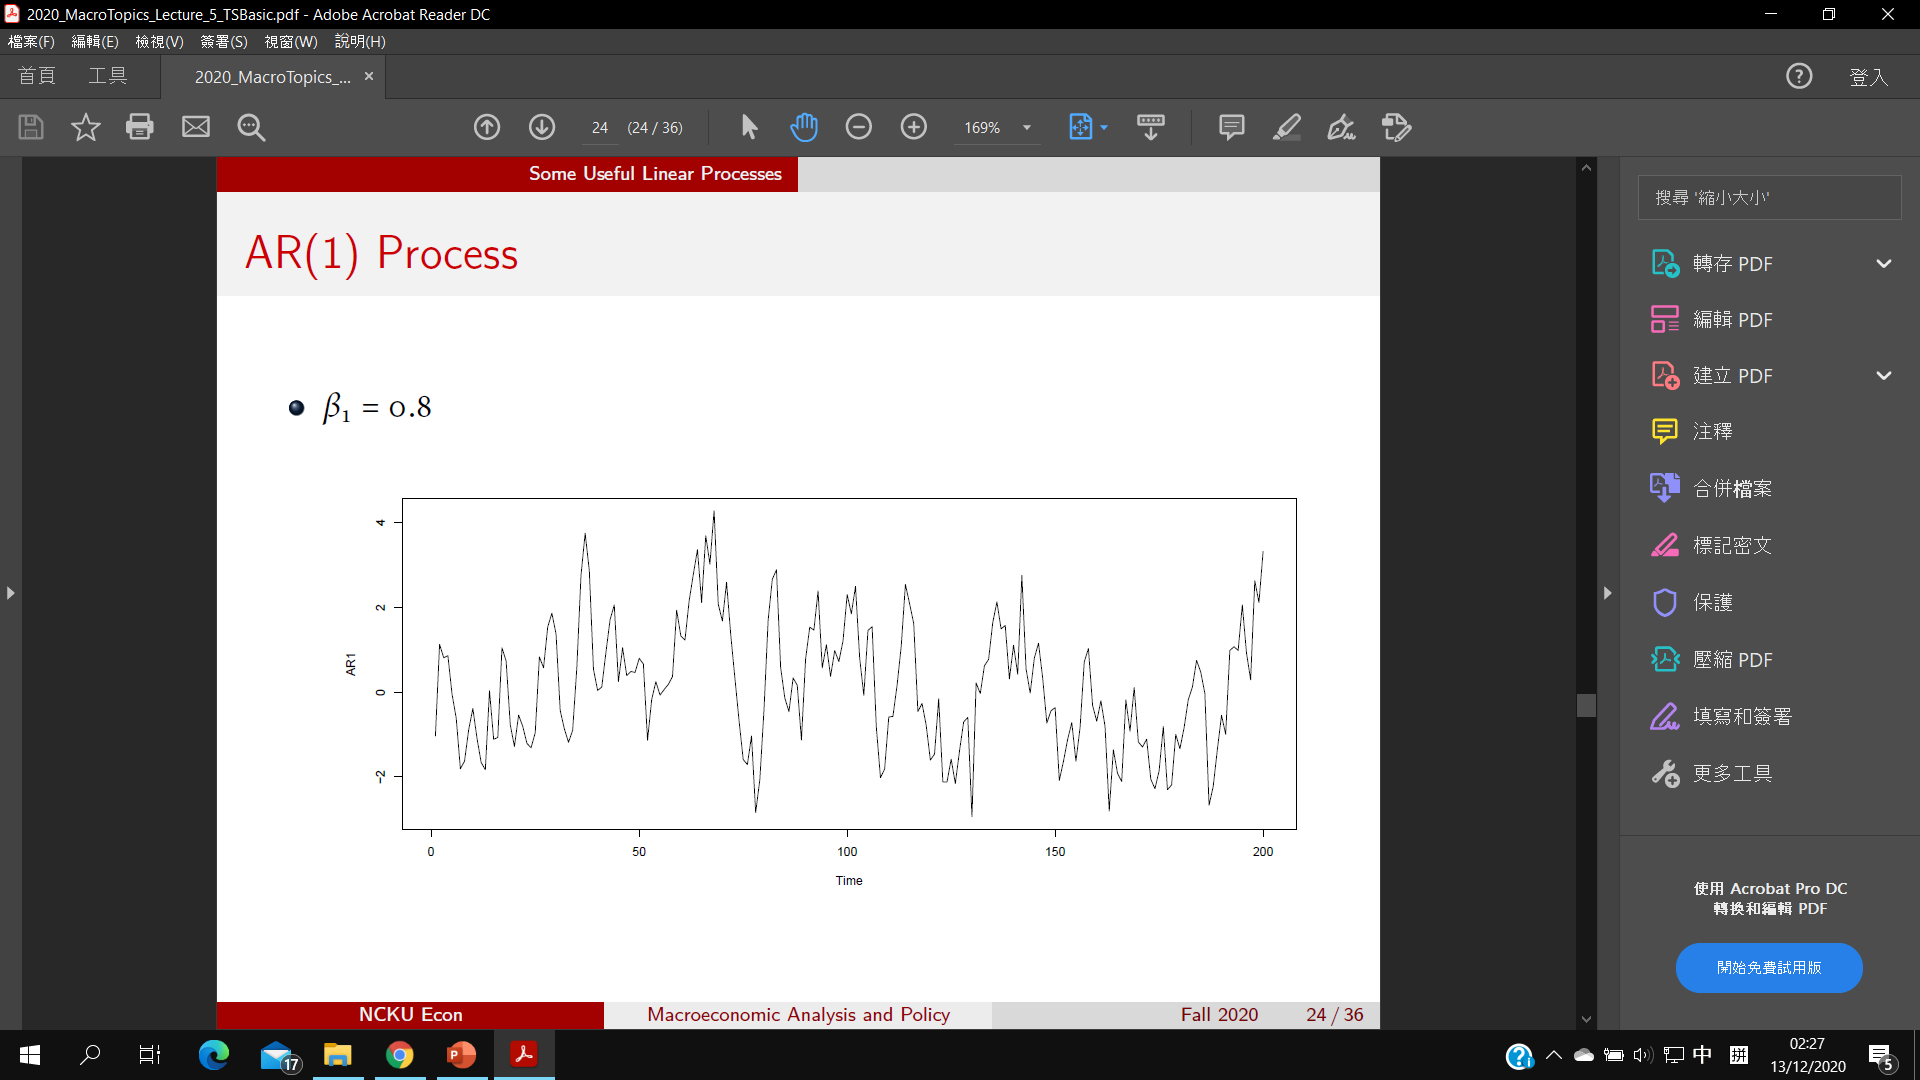 2020_MacroTopics_Lecture_5_TSBasic.pdf - Adobe Acrobat Reader DC
檔案(F) 編輯(E) 檢視(V) 簽署(S) 視窗(W) 說明(H)
首頁 工具 2020_MacroTopics_... × 登入
24 (24 / 36) 169%
Some Useful Linear Processes
AR(1) Process
β₁ = 0.8
AR1
4
2
0
−2
0 50 100 150 200
Time
NCKU Econ Macroeconomic Analysis and Policy Fall 2020 24 / 36
搜尋 '縮小大小'
轉存 PDF
編輯 PDF
建立 PDF
注釋
合併檔案
標記密文
保護
壓縮 PDF
填寫和簽署
更多工具
使用 Acrobat Pro DC
轉換和編輯 PDF
開始免費試用版
17
中 拼
02:27
13/12/2020
5